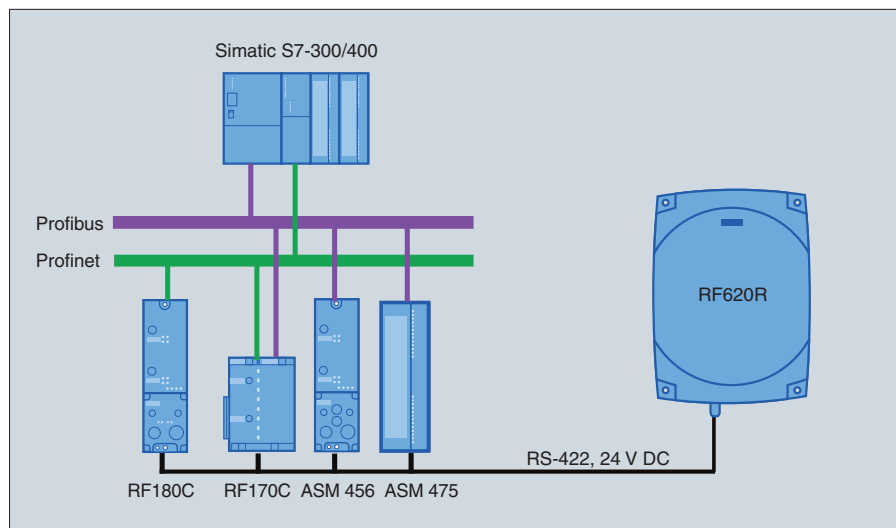 Simatic S7-300/400
Profibus
Profinet
RF620R
RS-422, 24 V DC
RF180C RF170C ASM 456 ASM 475